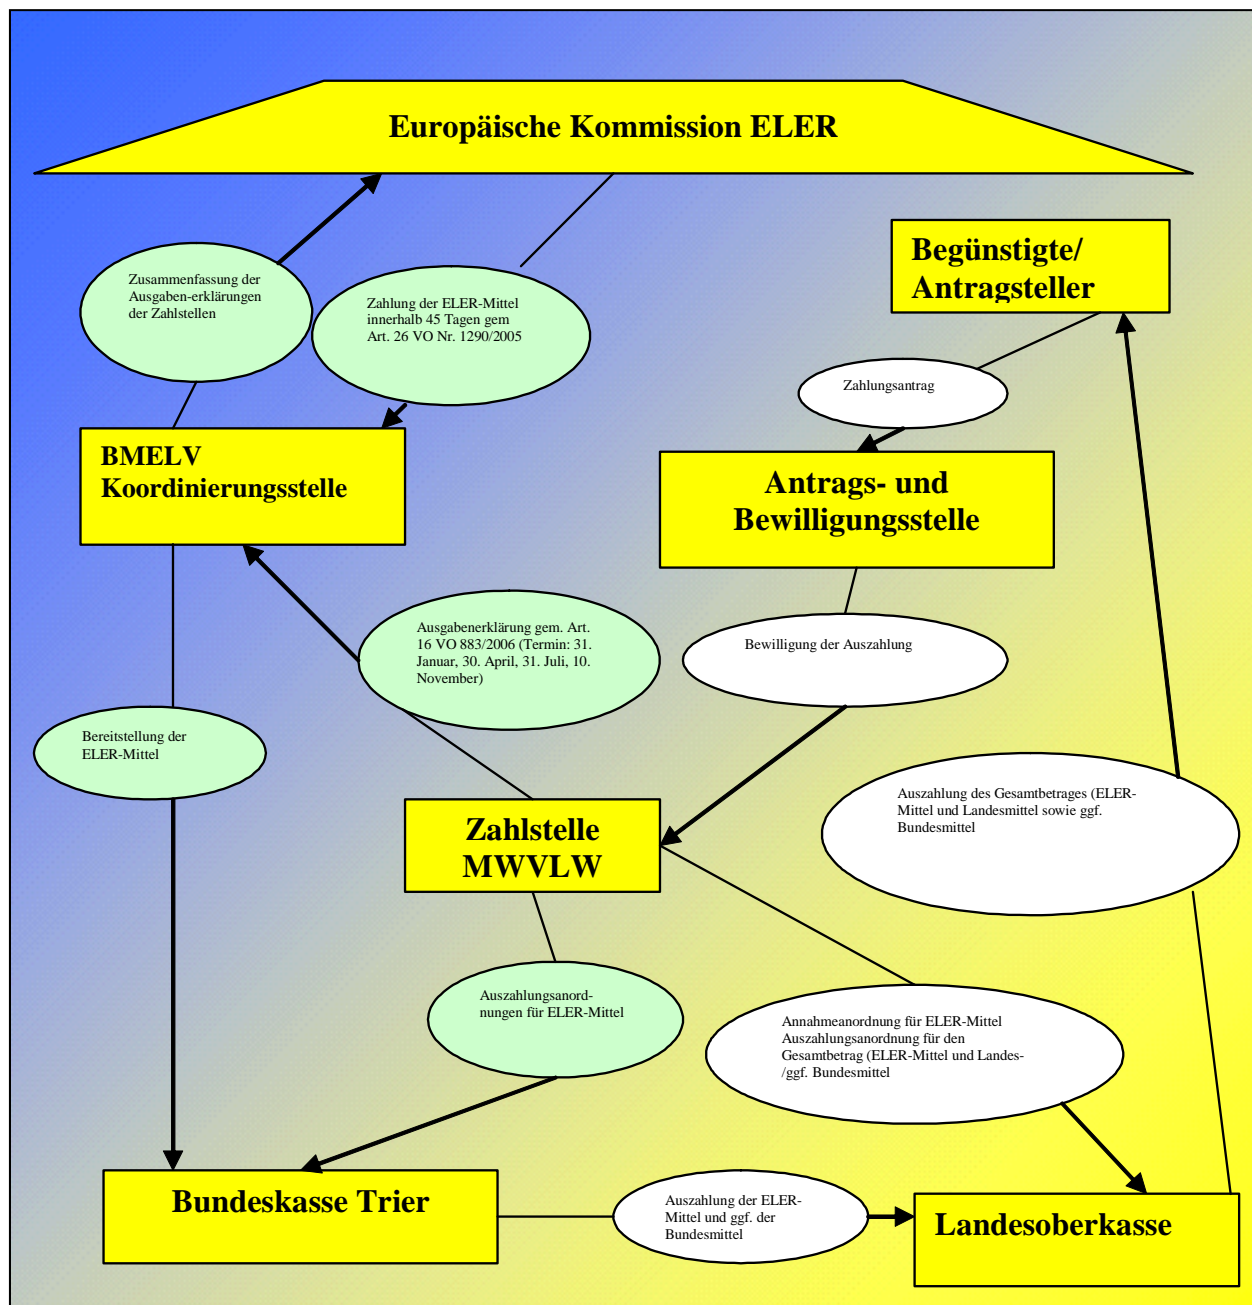 Europäische Kommission ELER
Begünstigte/
Antragsteller
Zusammenfassung der
Ausgaben-erklärungen
der Zahlstellen
Zahlung der ELER-Mittel
innerhalb 45 Tagen gem
Art. 26 VO Nr. 1290/2005
Zahlungsantrag
BMELV
Koordinierungsstelle
Antrags- und
Bewilligungsstelle
Ausgabenerklärung gem. Art.
16 VO 883/2006 (Termin: 31.
Januar, 30. April, 31. Juli, 10.
November)
Bewilligung der Auszahlung
Bereitstellung der
ELER-Mittel
Auszahlung des Gesamtbetrages (ELER-
Mittel und Landesmittel sowie ggf.
Bundesmittel
Zahlstelle
MWVLW
Auszahlungsanord-
nungen für ELER-Mittel
Annahmeanordnung für ELER-Mittel
Auszahlungsanordnung für den
Gesamtbetrag (ELER-Mittel und Landes-
/ggf. Bundesmittel
Bundeskasse Trier
Auszahlung der ELER-
Mittel und ggf. der
Bundesmittel
Landesoberkasse